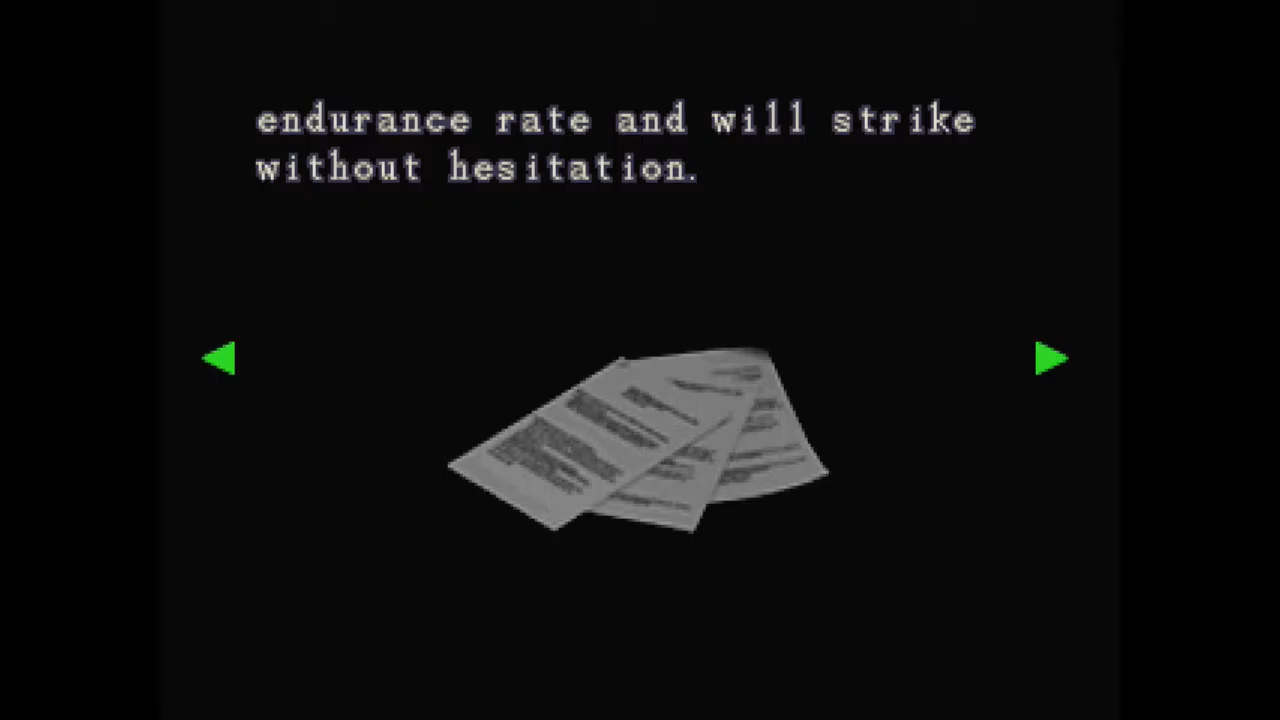 endurance rate and will strike
without hesitation.